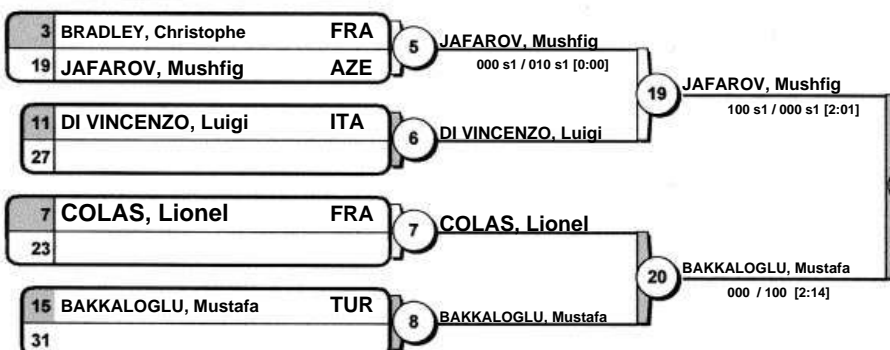 3 BRADLEY, Christophe FRA
19 JAFAROV, Mushfig AZE
5
JAFAROV, Mushfig
000 s1 / 010 s1 [0:00]
19
JAFAROV, Mushfig
100 s1 / 000 s1 [2:01]
11 DI VINCENZO, Luigi ITA
27
6
DI VINCENZO, Luigi
7 COLAS, Lionel FRA
23
7
COLAS, Lionel
20
BAKKALOGLU, Mustafa
000 / 100 [2:14]
15 BAKKALOGLU, Mustafa TUR
31
8
BAKKALOGLU, Mustafa